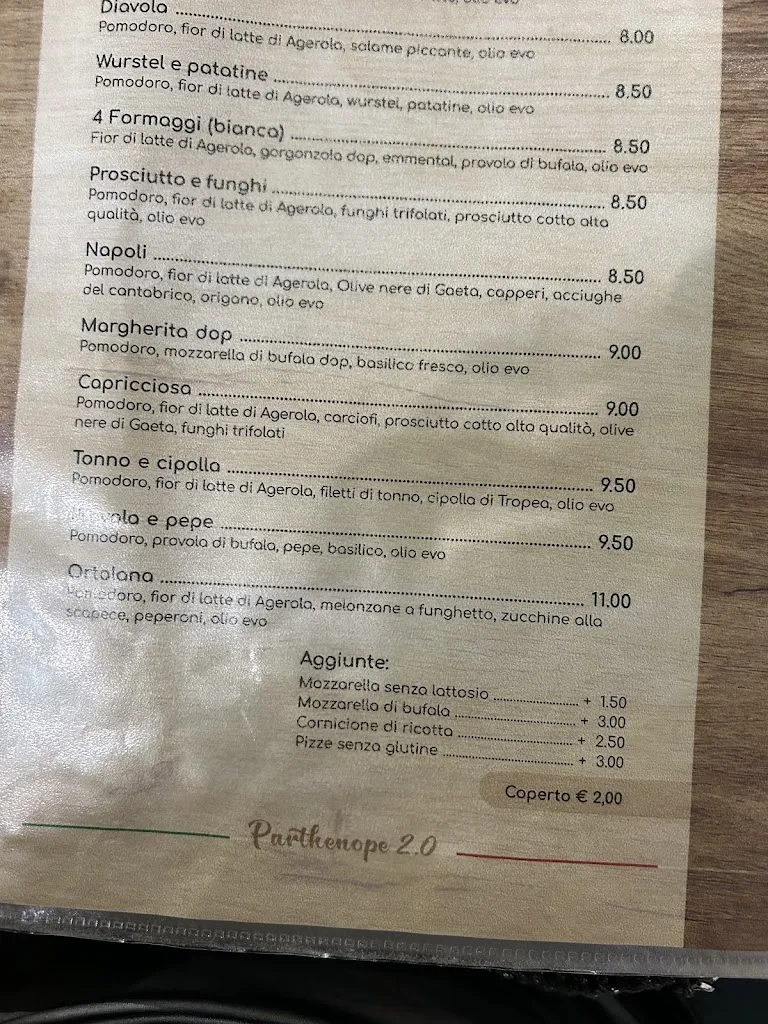 olio evo
Diavola ........ 8.00
Pomodoro, fior di latte di Agerola, salame piccante, olio evo
Wurstel e patatine ........ 8.50
Pomodoro, fior di latte di Agerola, wurstel, patatine, olio evo
4 Formaggi (bianca) ........ 8.50
Fior di latte di Agerola, gorgonzola dop, emmental, provola di bufala, olio evo
Prosciutto e funghi ........ 8.50
Pomodoro, fior di latte di Agerola, funghi trifolati, prosciutto cotto alta
qualità, olio evo
Napoli ........ 8.50
Pomodoro, fior di latte di Agerola, Olive nere di Gaeta, capperi, acciughe
del cantabrico, origano, olio evo
Margherita dop ........ 9.00
Pomodoro, mozzarella di bufala dop, basilico fresco, olio evo
Capricciosa ........ 9.00
Pomodoro, fior di latte di Agerola, carciofi, prosciutto cotto alta qualità, olive
nere di Gaeta, funghi trifolati
Tonno e cipolla ........ 9.50
Pomodoro, fior di latte di Agerola, filetti di tonno, cipolla di Tropea, olio evo
e pepe ........ 9.50
Pomodoro, provola di bufala, pepe, basilico, olio evo
Ortolana ........ 11.00
Pomodoro, fior di latte di Agerola, melonzane a funghetto, zucchine alla
scapece, peperoni, olio evo
Aggiunte:
Mozzarella senza lattosio ........ + 1.50
Mozzarella di bufala ........ + 3.00
Cornicione di ricotta ........ + 2.50
Pizze senza glutine ........ + 3.00
Coperto € 2,00
Parthenope 2.0